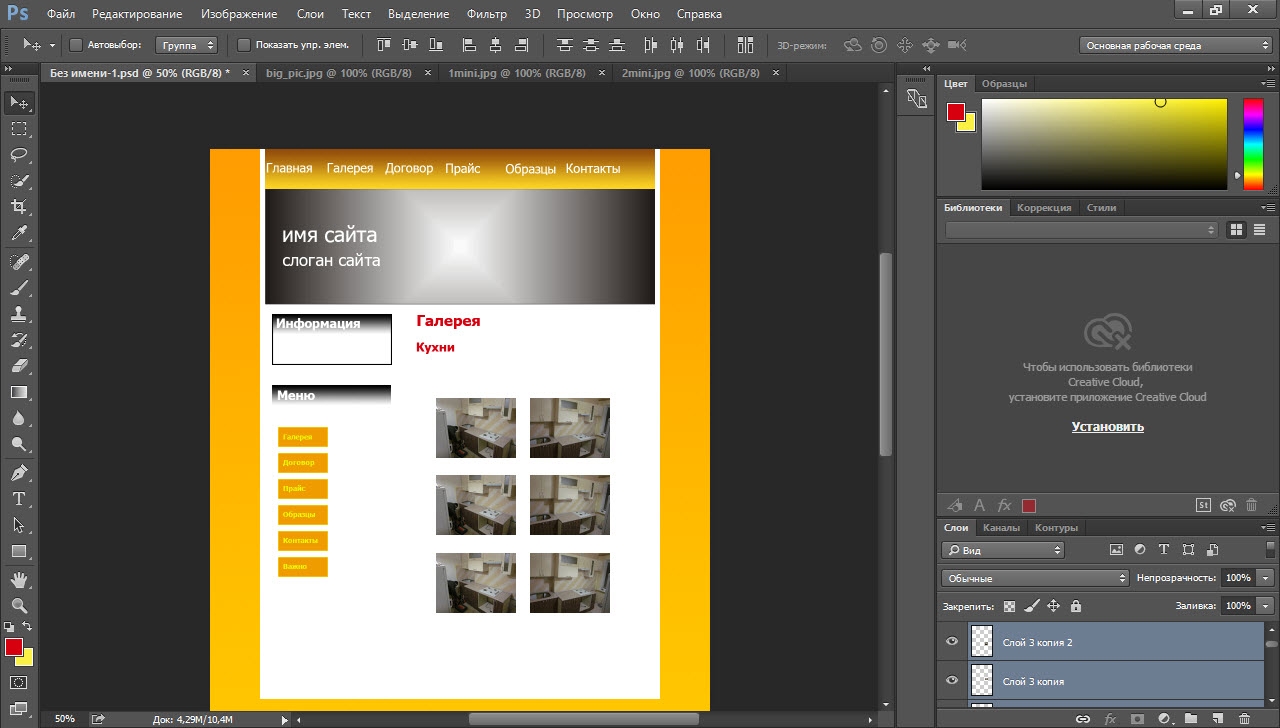 Ps Файл Редактирование Изображение Слои Текст Выделение Фильтр 3D Просмотр Окно Справка
Автовыбор: Группа Показать упр. элем. 3D-режим: Основная рабочая среда
Без имени-1.psd @ 50% (RGB/8) * × big_pic.jpg @ 100% (RGB/8) × 1mini.jpg @ 100% (RGB/8) × 2mini.jpg @ 100% (RGB/8) ×
Главная Галерея Договор Прайс Образцы Контакты
имя сайта
слоган сайта
Информация
Галерея
Кухни
Меню
Галерея
Договор
Прайс
Образцы
Контакты
Важно
Цвет Образцы
Библиотеки Коррекция Стили
Чтобы использовать библиотеки
Creative Cloud,
установите приложение Creative Cloud
Установить
A fx St
Слои Каналы Контуры
Вид T
Обычные Непрозрачность: 100%
Закрепить: Заливка: 100%
Слой 3 копия 2
Слой 3 копия
fx
50% Док: 4,29M/10,4M